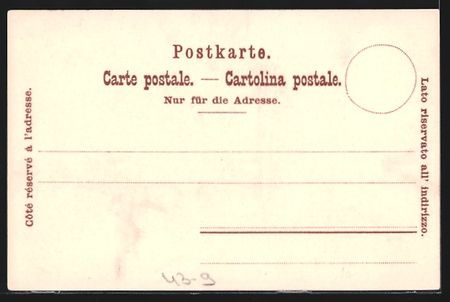 Postkarte.
Carte postale. — Cartolina postale.
Nur für die Adresse.
Côté réservé à l'adresse.
Lato riservato all' indirizzo.
43-9